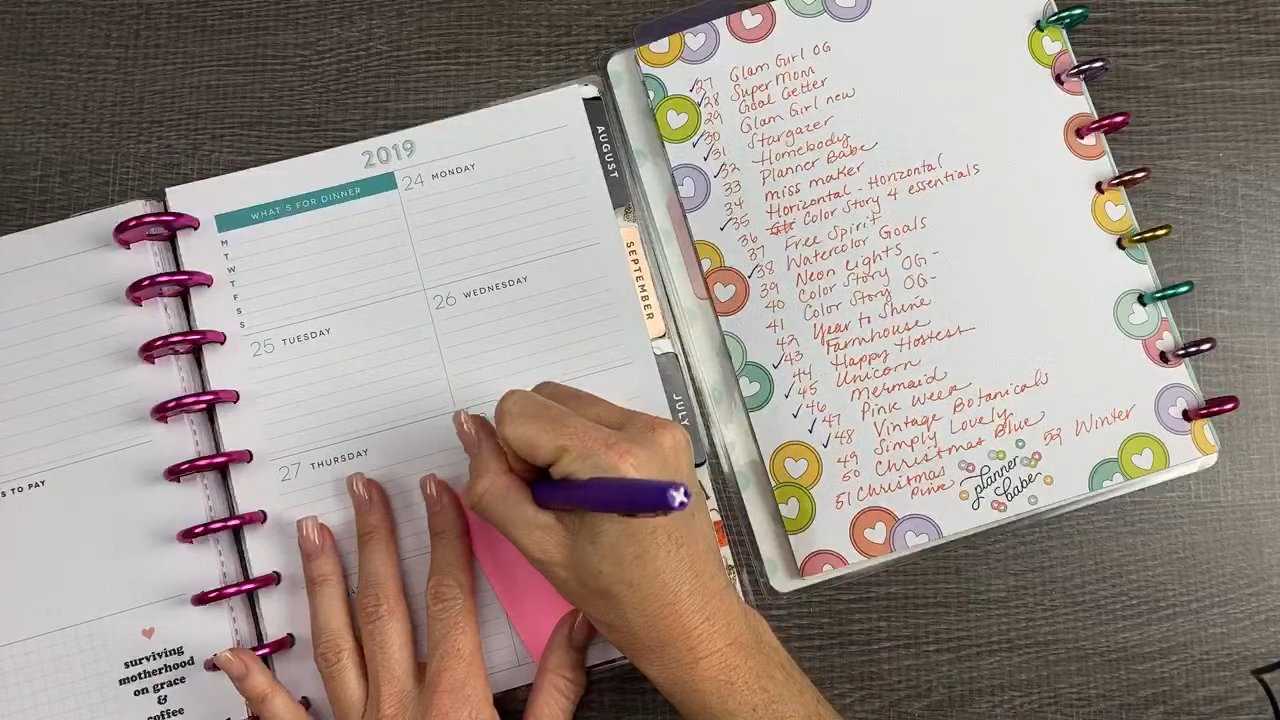 2019
WHAT'S FOR DINNER
M
T
W
T
F
S
S
24 MONDAY
25 TUESDAY
26 WEDNESDAY
27 THURSDAY
S TO PAY
surviving
motherhood
on grace
&
coffee
AUGUST
SEPTEMBER
JULY
27 Glam Girl OG
28 Super Mom
29 Goal Getter
30 Glam Girl new
31 Stargazer
32 Homebody
33 Planner Babe
34 miss maker
35 Horizontal - Horizontal
36 Color Story 4 essentials
37 Free Spirit
38 Watercolor Goals
39 Neon Lights
40 Color Story OG -
41 Color Story OG -
42 Year to Shine
43 Farmhouse
44 Happy Hostess
45 Unicorn
46 mermaid
47 Pink Week
48 Vintage Botanicals
49 Simply Lovely
50 Christmas Blue
51 Christmas Pink
52 Winter
planner
babe